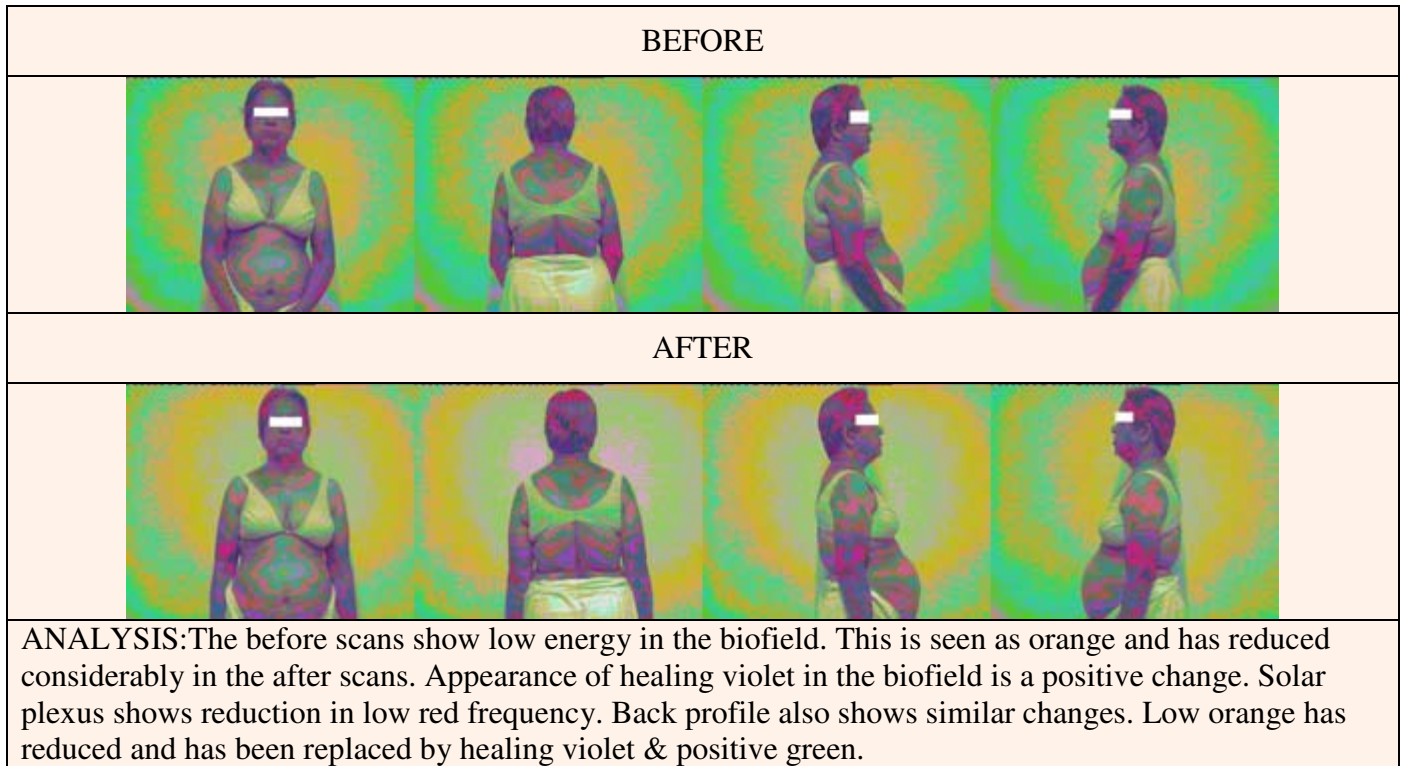 BEFORE
AFTER
ANALYSIS:The before scans show low energy in the biofield. This is seen as orange and has reduced
considerably in the after scans. Appearance of healing violet in the biofield is a positive change. Solar
plexus shows reduction in low red frequency. Back profile also shows similar changes. Low orange has
reduced and has been replaced by healing violet & positive green.